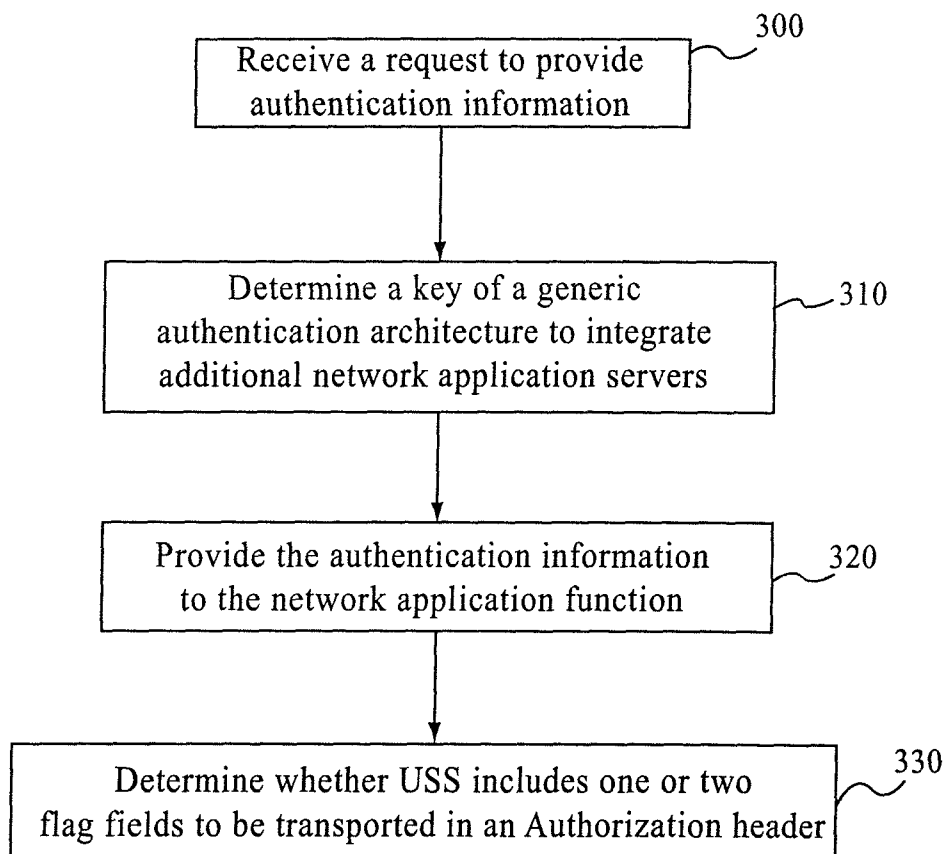 300
Receive a request to provide
authentication information
Determine a key of a generic
authentication architecture to integrate
additional network application servers
310
Provide the authentication information
to the network application function
320
Determine whether USS includes one or two
flag fields to be transported in an Authorization header
330